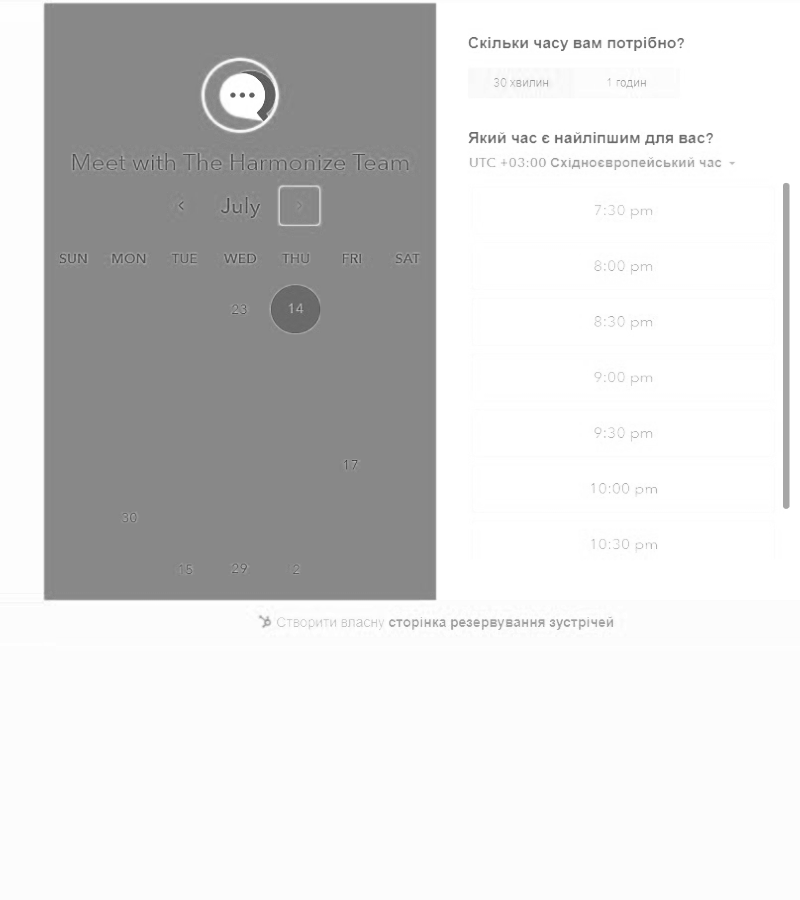 Meet with The Harmonize Team
July
SUN MON TUE WED THU FRI SAT
23 14
17
30
15 29 2
Скільки часу вам потрібно?
30 хвилин 1 годин
Який час є найліпшим для вас?
UTC +03:00 Східноєвропейський час
7:30 pm
8:00 pm
8:30 pm
9:00 pm
9:30 pm
10:00 pm
10:30 pm
Створити власну сторінка резервування зустрічей